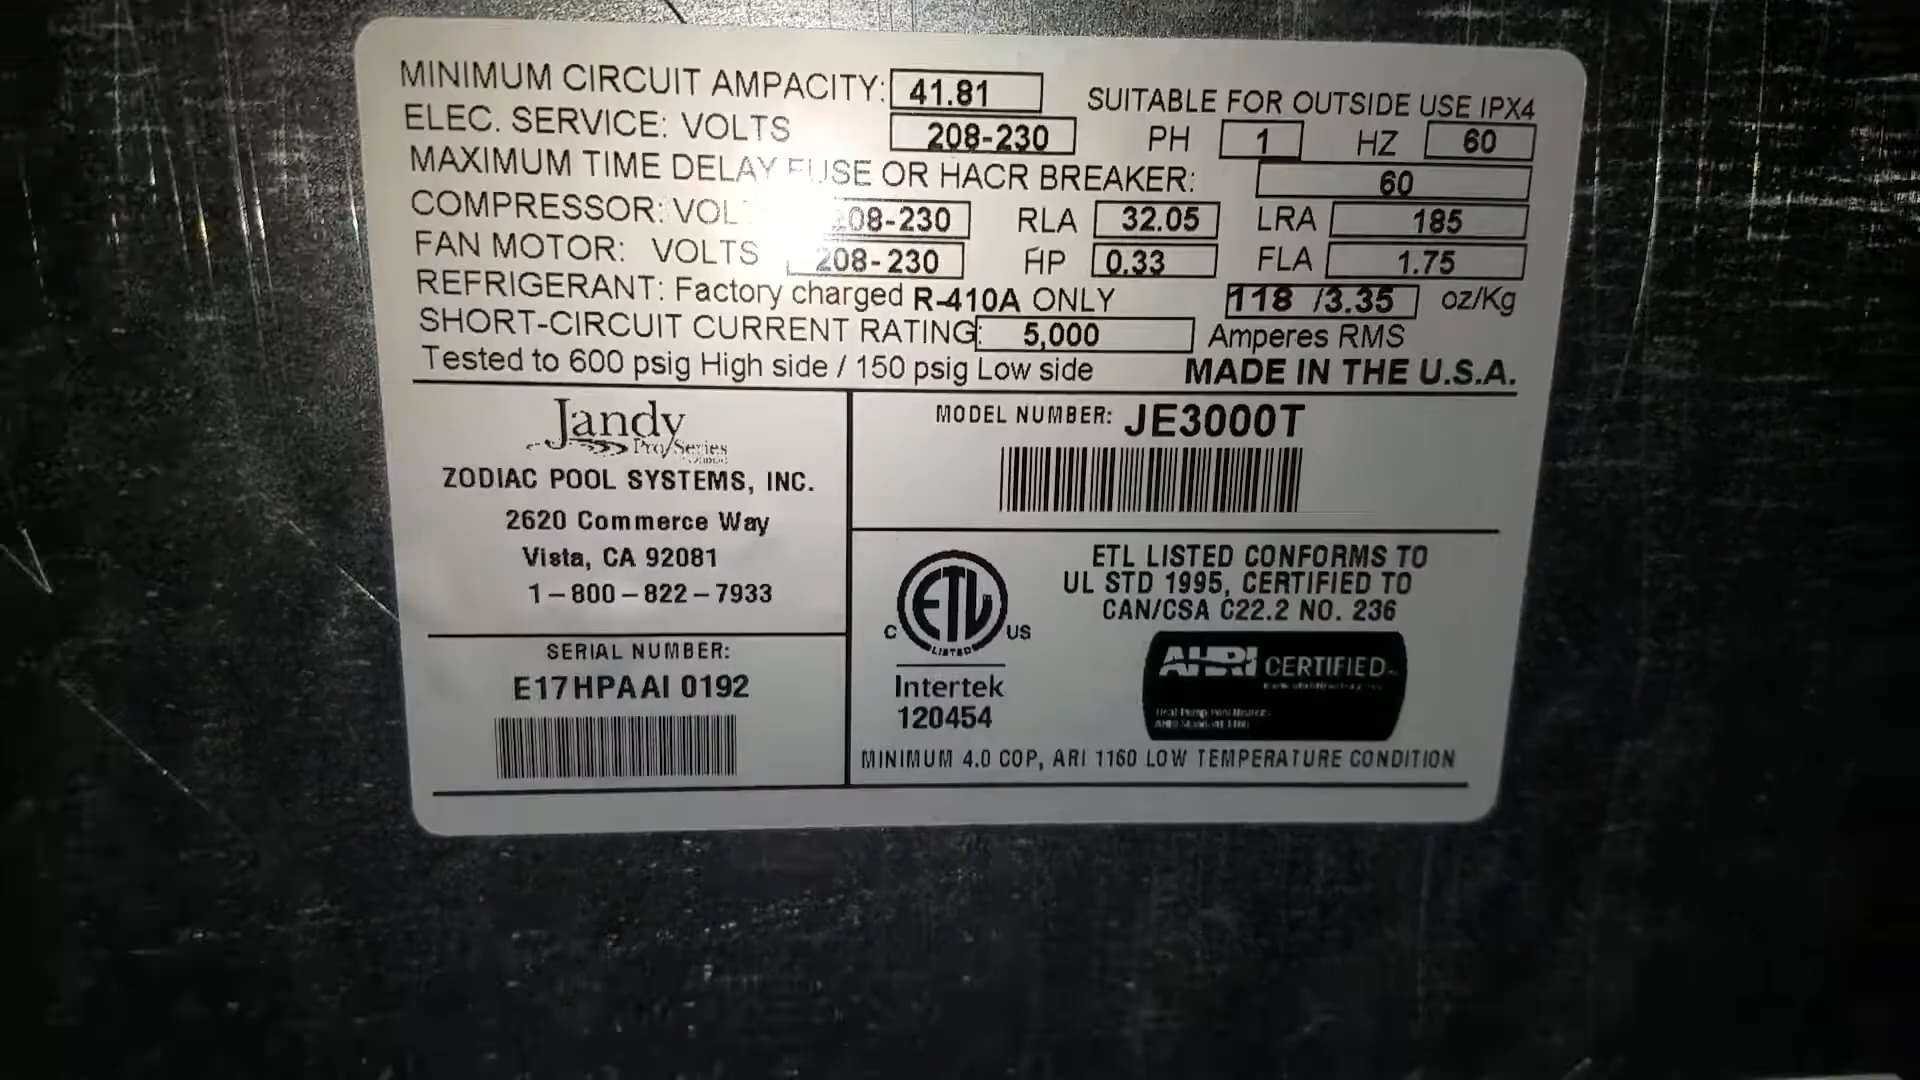 MINIMUM CIRCUIT AMPACITY: 41.81 SUITABLE FOR OUTSIDE USE IPX4
ELEC. SERVICE: VOLTS 208-230 PH 1 HZ 60
MAXIMUM TIME DELAY FUSE OR HACR BREAKER: 60
COMPRESSOR: VOL 208-230 RLA 32.05 LRA 185
FAN MOTOR: VOLTS 208-230 HP 0.33 FLA 1.75
REFRIGERANT: Factory charged R-410A ONLY 118 /3.35 oz/Kg
SHORT-CIRCUIT CURRENT RATING: 5,000 Amperes RMS
Tested to 600 psig High side / 150 psig Low side MADE IN THE U.S.A.
Jandy
Pro Series
ZODIAC POOL SYSTEMS, INC.
2620 Commerce Way
Vista, CA 92081
1-800-822-7933
SERIAL NUMBER:
E17HPAAI 0192
MODEL NUMBER: JE3000T
ETL LISTED CONFORMS TO
UL STD 1995, CERTIFIED TO
CAN/CSA C22.2 NO. 236
C ETL US
LISTED
Intertek
120454
AHRI CERTIFIED
MINIMUM 4.0 COP, ARI 1160 LOW TEMPERATURE CONDITION